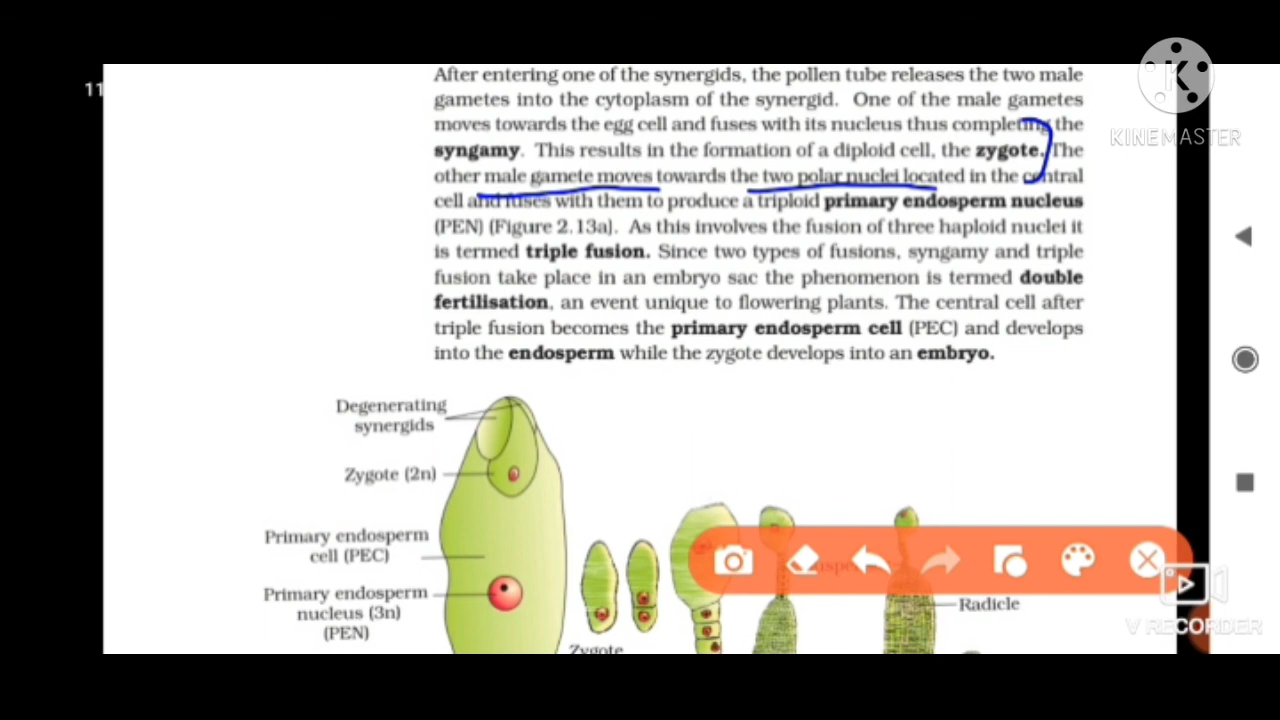 After entering one of the synergids, the pollen tube releases the two male
gametes into the cytoplasm of the synergid. One of the male gametes
moves towards the egg cell and fuses with its nucleus thus completing the
syngamy. This results in the formation of a diploid cell, the zygote. The
other male gamete moves towards the two polar nuclei located in the central
cell and fuses with them to produce a triploid primary endosperm nucleus
(PEN) (Figure 2.13a). As this involves the fusion of three haploid nuclei it
is termed triple fusion. Since two types of fusions, syngamy and triple
fusion take place in an embryo sac the phenomenon is termed double
fertilisation, an event unique to flowering plants. The central cell after
triple fusion becomes the primary endosperm cell (PEC) and develops
into the endosperm while the zygote develops into an embryo.
11
KINEMASTER
Degenerating
synergids
Zygote (2n)
Primary endosperm
cell (PEC)
Primary endosperm
nucleus (3n)
(PEN)
Zygote
Radicle
V RECORDER